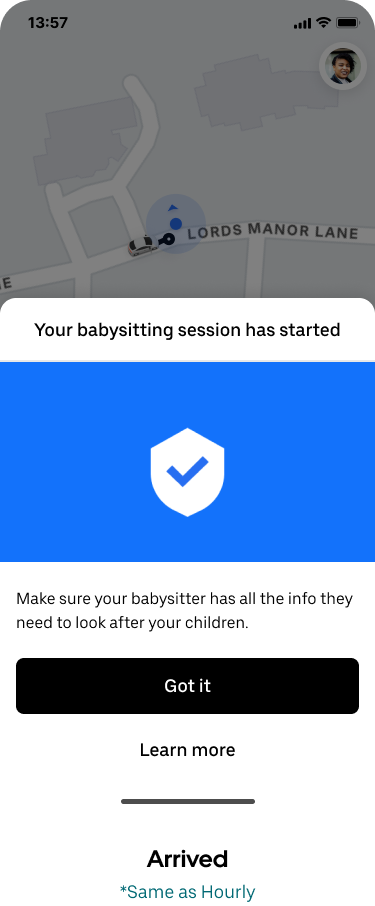 13:57
LORDS MANOR LANE
E
Your babysitting session has started
Make sure your babysitter has all the info they
need to look after your children.
Got it
Learn more
Arrived
*Same as Hourly